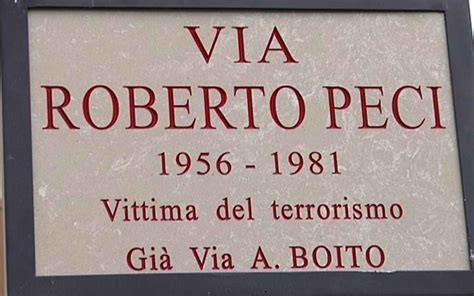 VIA
ROBERTO PECI
1956 - 1981
Vittima del terrorismo
Già Via A. BOITO